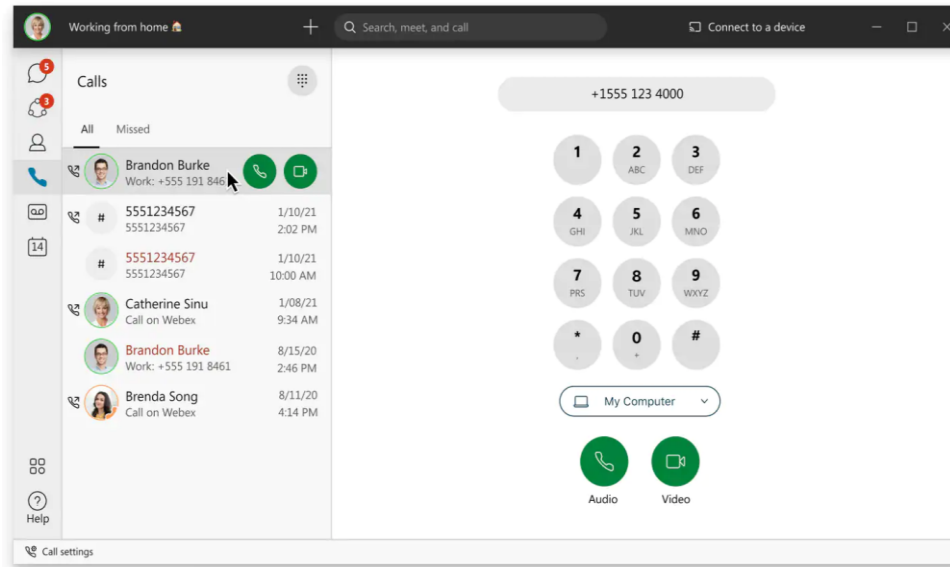 Working from home
Search, meet, and call
Connect to a device
5
3
14
Help
Calls
All Missed
Brandon Burke
Work: +555 191 846
5551234567 1/10/21
5551234567 2:02 PM
5551234567 1/10/21
5551234567 10:00 AM
Catherine Sinu 1/08/21
Call on Webex 9:34 AM
Brandon Burke 8/15/20
Work: +555 191 8461 2:46 PM
Brenda Song 8/11/20
Call on Webex 4:14 PM
+1555 123 4000
1 2 3
ABC DEF
4 5 6
GHI JKL MNO
7 8 9
PRS TUV WXYZ
* 0 #
, +
My Computer
Audio Video
Call settings